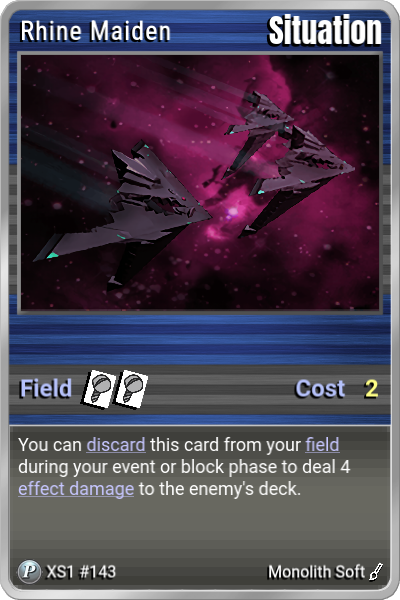 Rhine Maiden Situation
Field Cost 2
You can discard this card from your field
during your event or block phase to deal 4
effect damage to the enemy's deck.
P XS1 #143 Monolith Soft